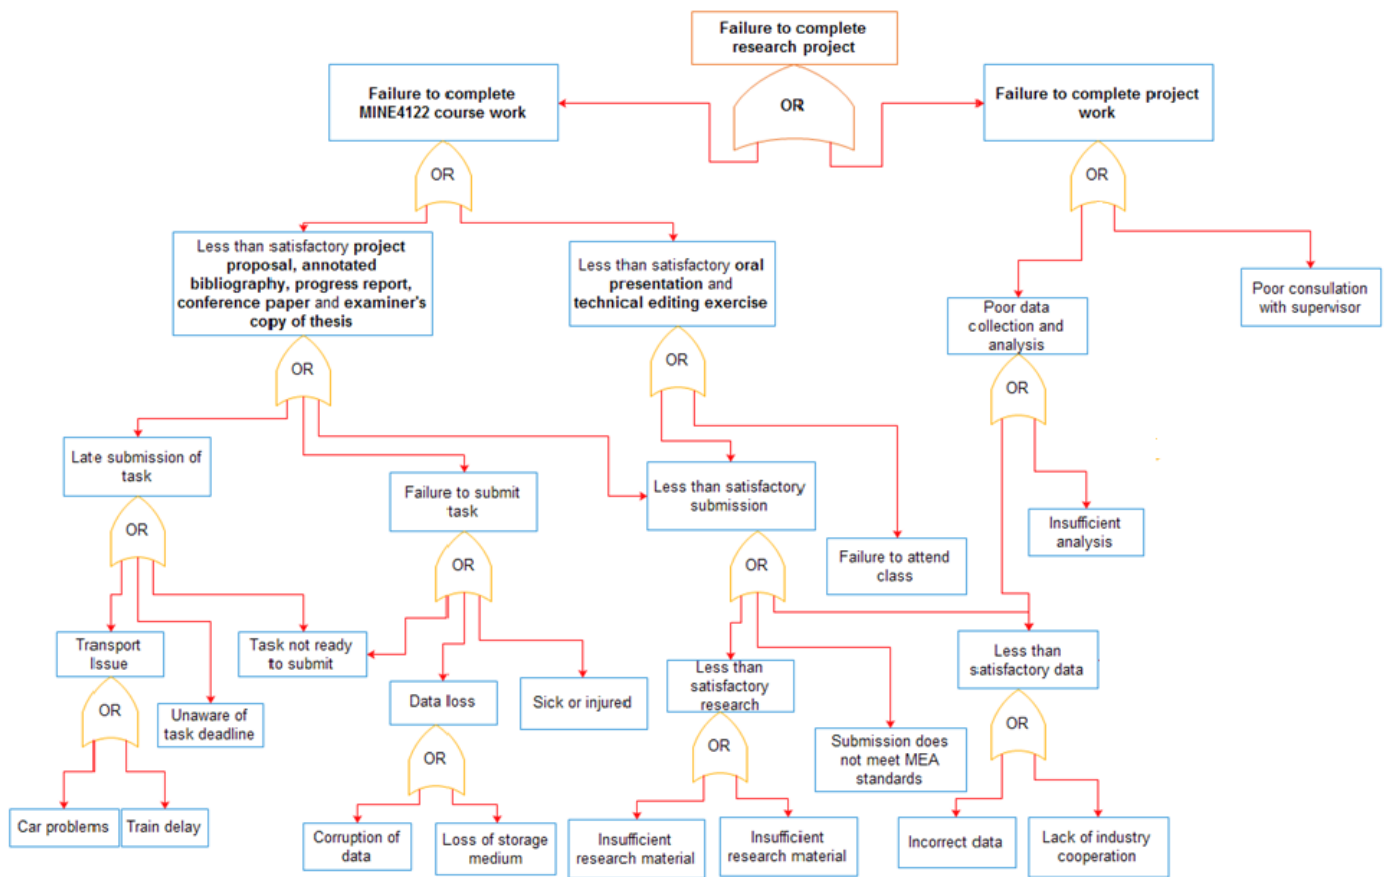 Failure to complete
research project
OR
Failure to complete
MINE4122 course work
Failure to complete project
work
OR
OR
Less than satisfactory project
proposal, annotated
bibliography, progress report,
conference paper and examiner's
copy of thesis
Less than satisfactory oral
presentation and
technical editing exercise
Poor data
collection and
analysis
Poor consullation
with supervisor
OR
OR
OR
Late submission of
task
Failure to submit
task
Less than satisfactory
submission
Insufficient
analysis
Failure to attend
class
OR
OR
OR
Transport
Issue
Task not ready
to submit
Unaware of
task deadline
Data loss
Sick or injured
Less than
satisfactory
research
Submission does
not meet MEA
standards
Less than
satisfactory data
OR
OR
OR
OR
Car problems
Train delay
Corruption of
data
Loss of storage
medium
Insufficient
research material
Insufficient
research material
Incorrect data
Lack of industry
cooperation